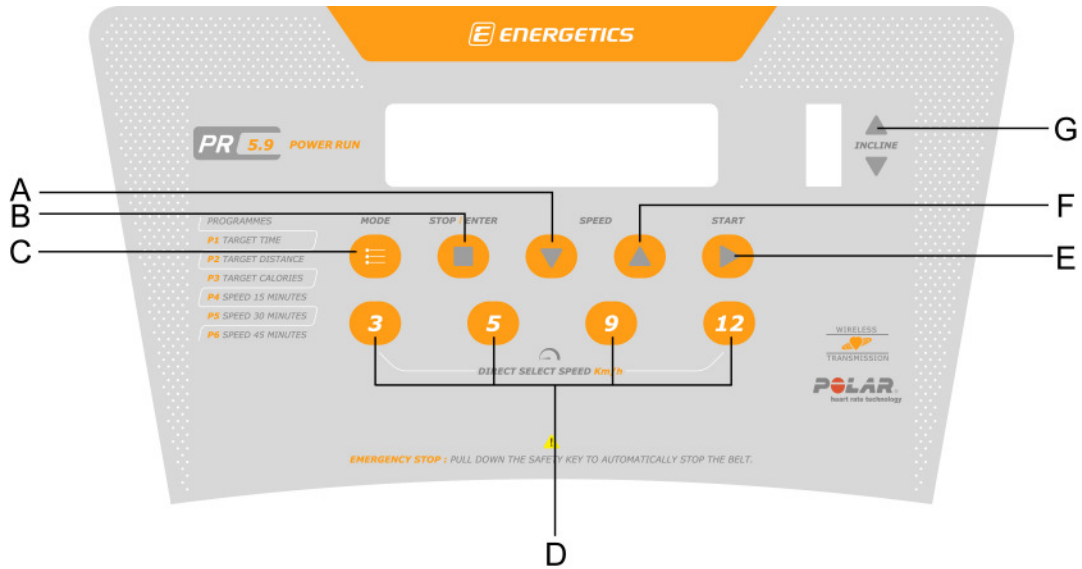 E ENERGETICS
PR 5.9 POWER RUN
INCLINE
G
A
B
C
F
E
PROGRAMMES
P1 TARGET TIME
P2 TARGET DISTANCE
P3 TARGET CALORIES
P4 SPEED 15 MINUTES
P5 SPEED 30 MINUTES
P6 SPEED 45 MINUTES
MODE STOP / ENTER SPEED START
3 5 9 12
DIRECT SELECT SPEED Km/h
WIRELESS
TRANSMISSION
POLAR
heart rate technology
EMERGENCY STOP : PULL DOWN THE SAFETY KEY TO AUTOMATICALLY STOP THE BELT.
D